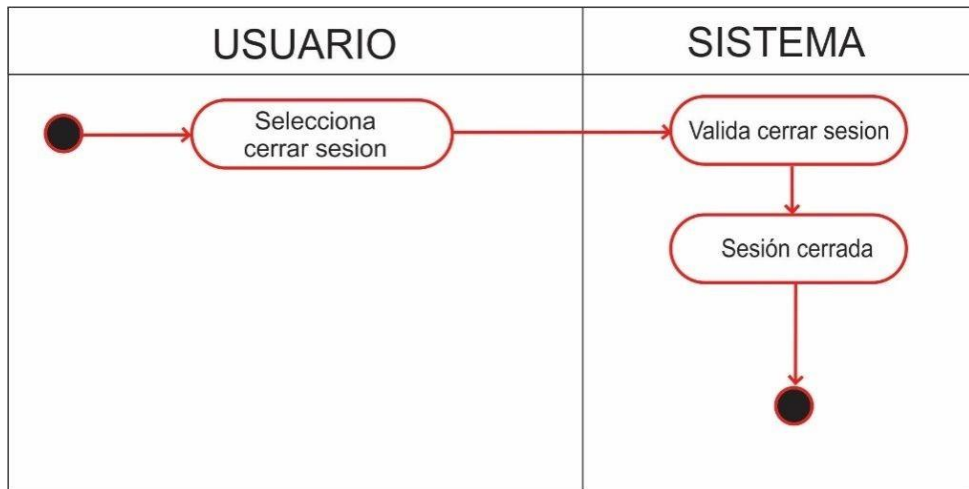 USUARIO
SISTEMA
Selecciona
cerrar sesion
Valida cerrar sesion
Sesión cerrada